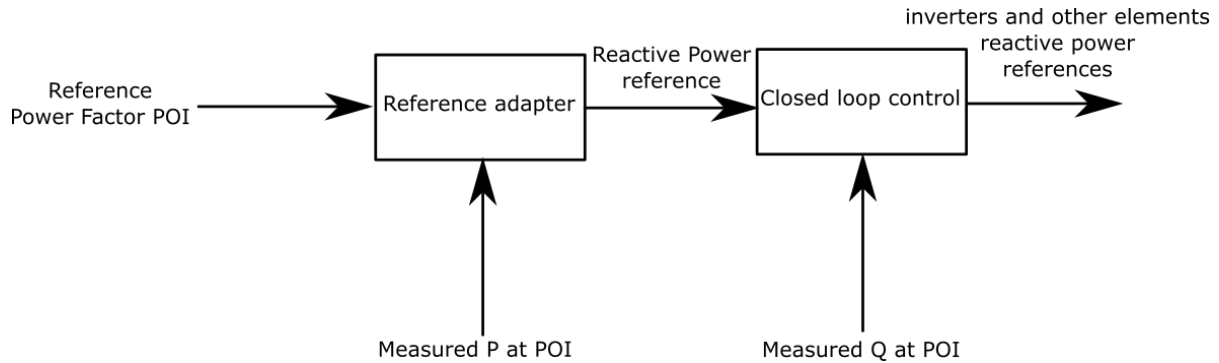 inverters and other elements
reactive power
references
Reactive Power
reference
Reference
Power Factor POI
Reference adapter
Closed loop control
Measured P at POI
Measured Q at POI